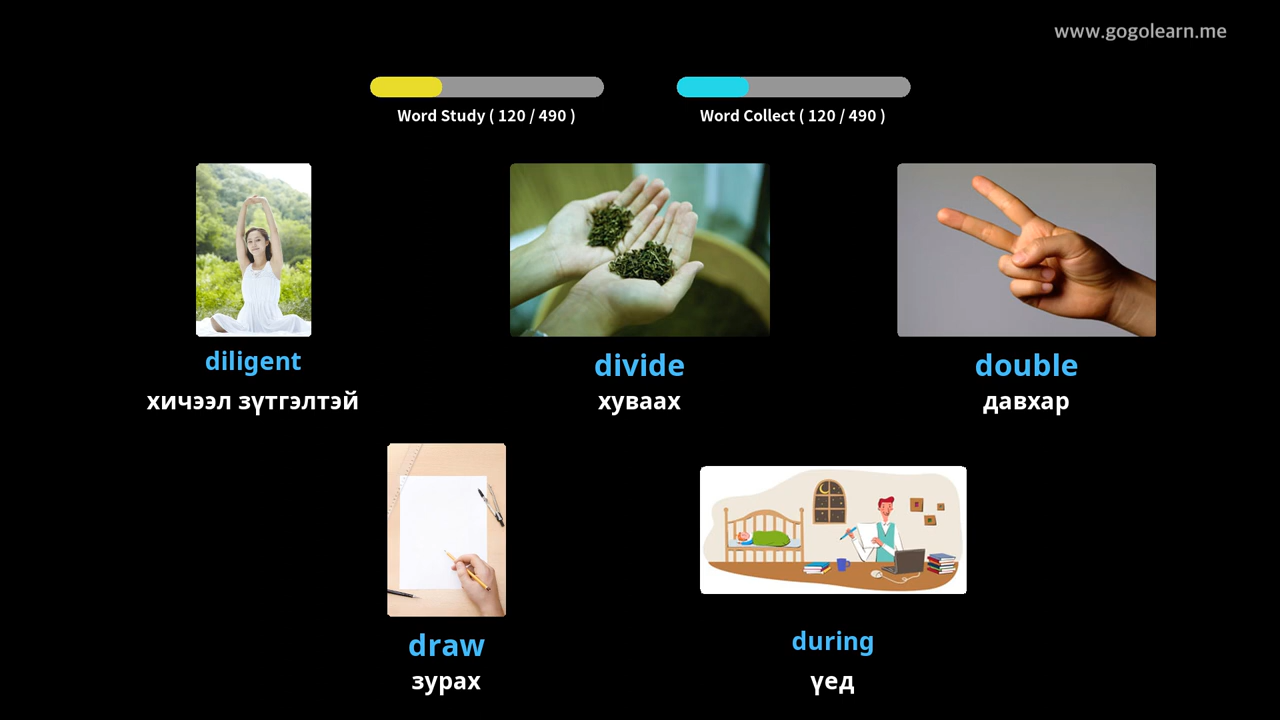 www.gogolearn.me
Word Study ( 120 / 490 )
Word Collect ( 120 / 490 )
diligent
хичээл зүтгэлтэй
divide
хуваах
double
давхар
draw
зурах
during
үед